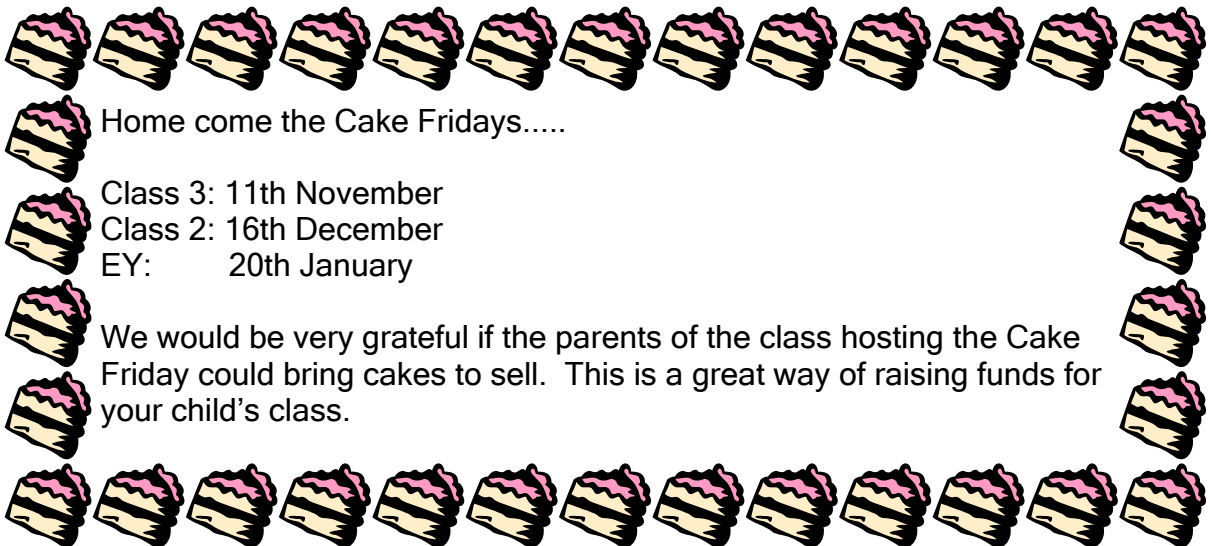 Home come the Cake Fridays.....
Class 3: 11th November
Class 2: 16th December
EY: 20th January
We would be very grateful if the parents of the class hosting the Cake
Friday could bring cakes to sell. This is a great way of raising funds for
your child’s class.